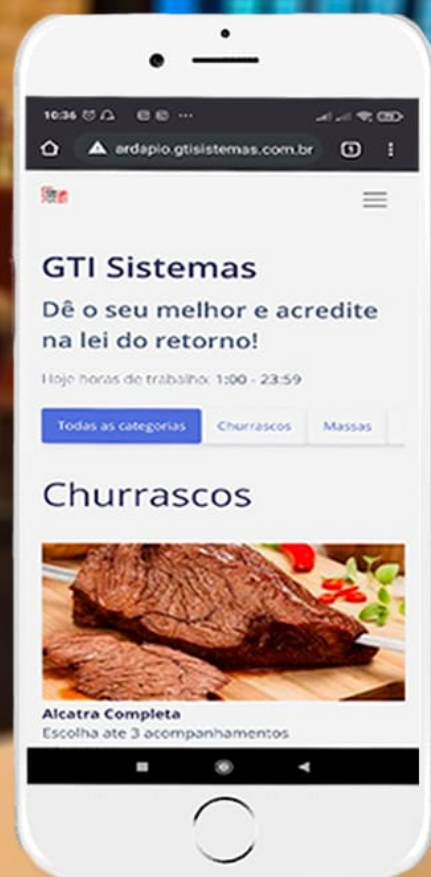 10:36
ardapio.gtisistemas.com.br
GTI Sistemas
Dê o seu melhor e acredite
na lei do retorno!
Hoje horas de trabalho: 1:00 - 23:59
Todas as categorias
Churrascos
Massas
Churrascos
Alcatra Completa
Escolha ate 3 acompanhamentos